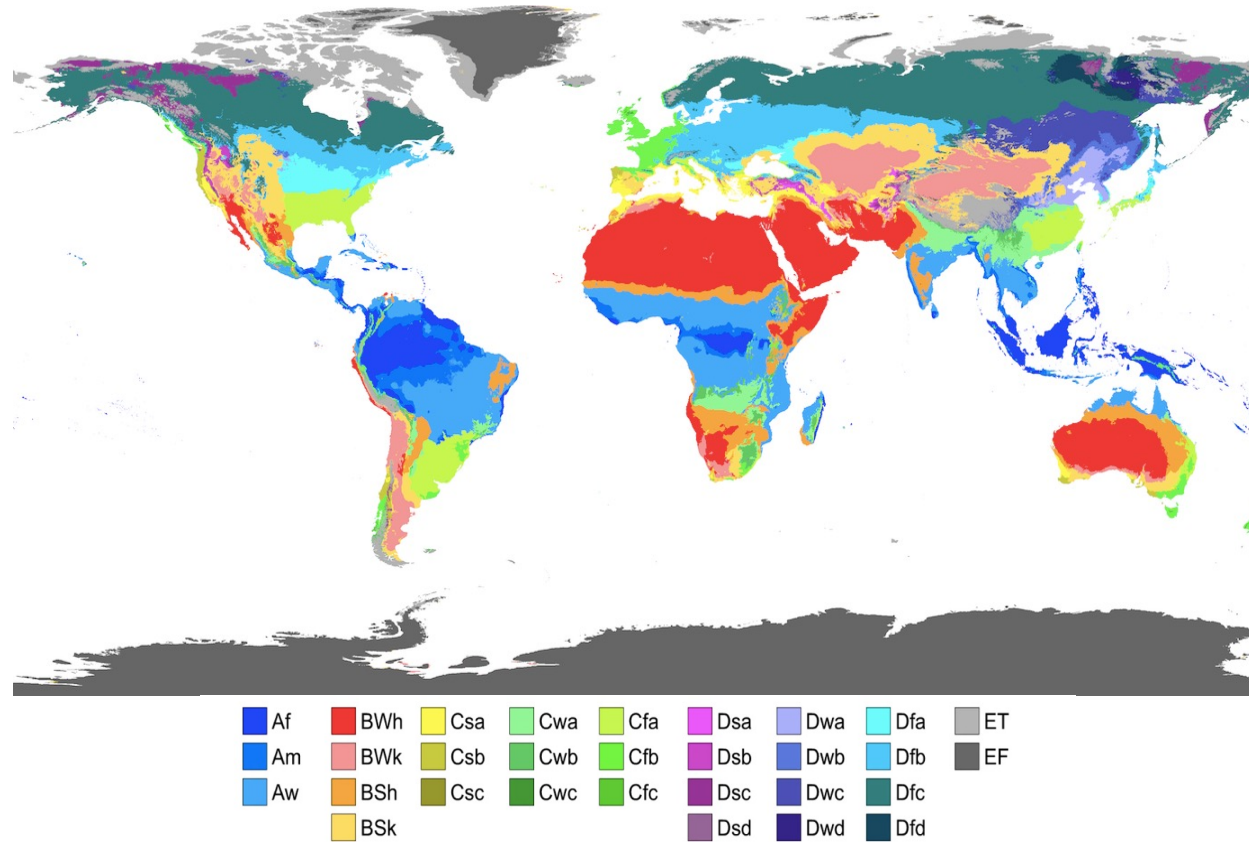 Af BWh Csa Cwa Cfa Dsa Dwa Dfa ET
Am BWk Csb Cwb Cfb Dsb Dwb Dfb EF
Aw BSh Csc Cwc Cfc Dsc Dwc Dfc
BSk Dsd Dwd Dfd